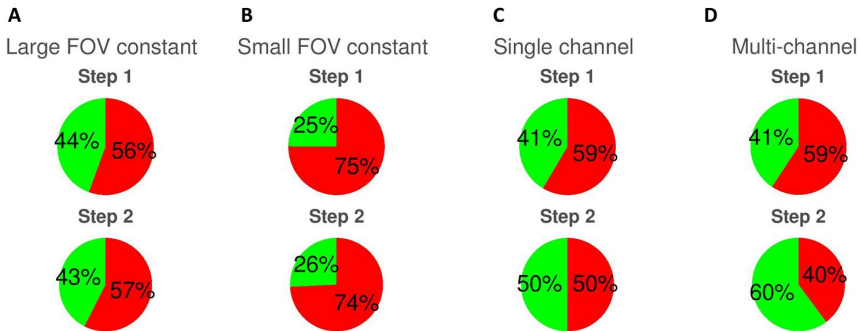 A B C D
Large FOV constant Small FOV constant Single channel Multi-channel
Step 1 Step 1 Step 1 Step 1
44% 56% 25% 75% 41% 59% 41% 59%
Step 2 Step 2 Step 2 Step 2
43% 57% 26% 74% 50% 50% 60% 40%